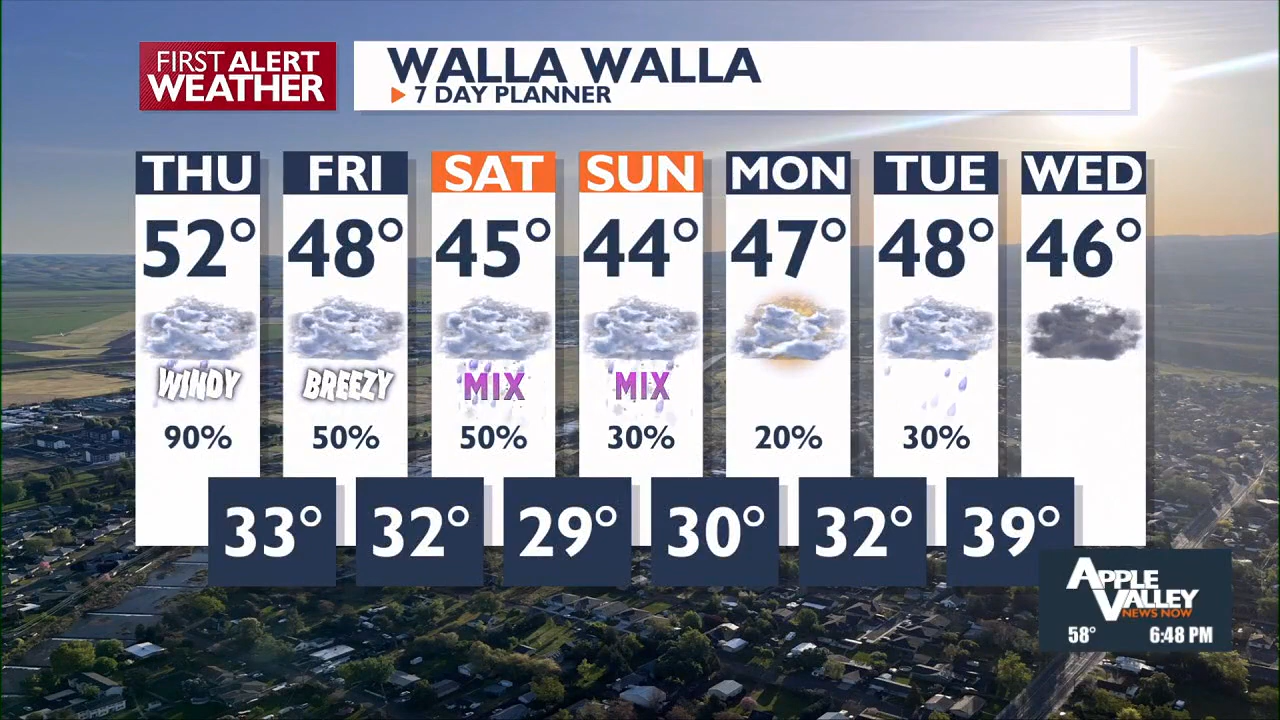 FIRST ALERT
WEATHER
WALLA WALLA
7 DAY PLANNER
THU FRI SAT SUN MON TUE WED
52° 48° 45° 44° 47° 48° 46°
WINDY BREEZY MIX MIX
90% 50% 50% 30% 20% 30%
33° 32° 29° 30° 32° 39°
APPLE
VALLEY
NEWS NOW
58° 6:48 PM